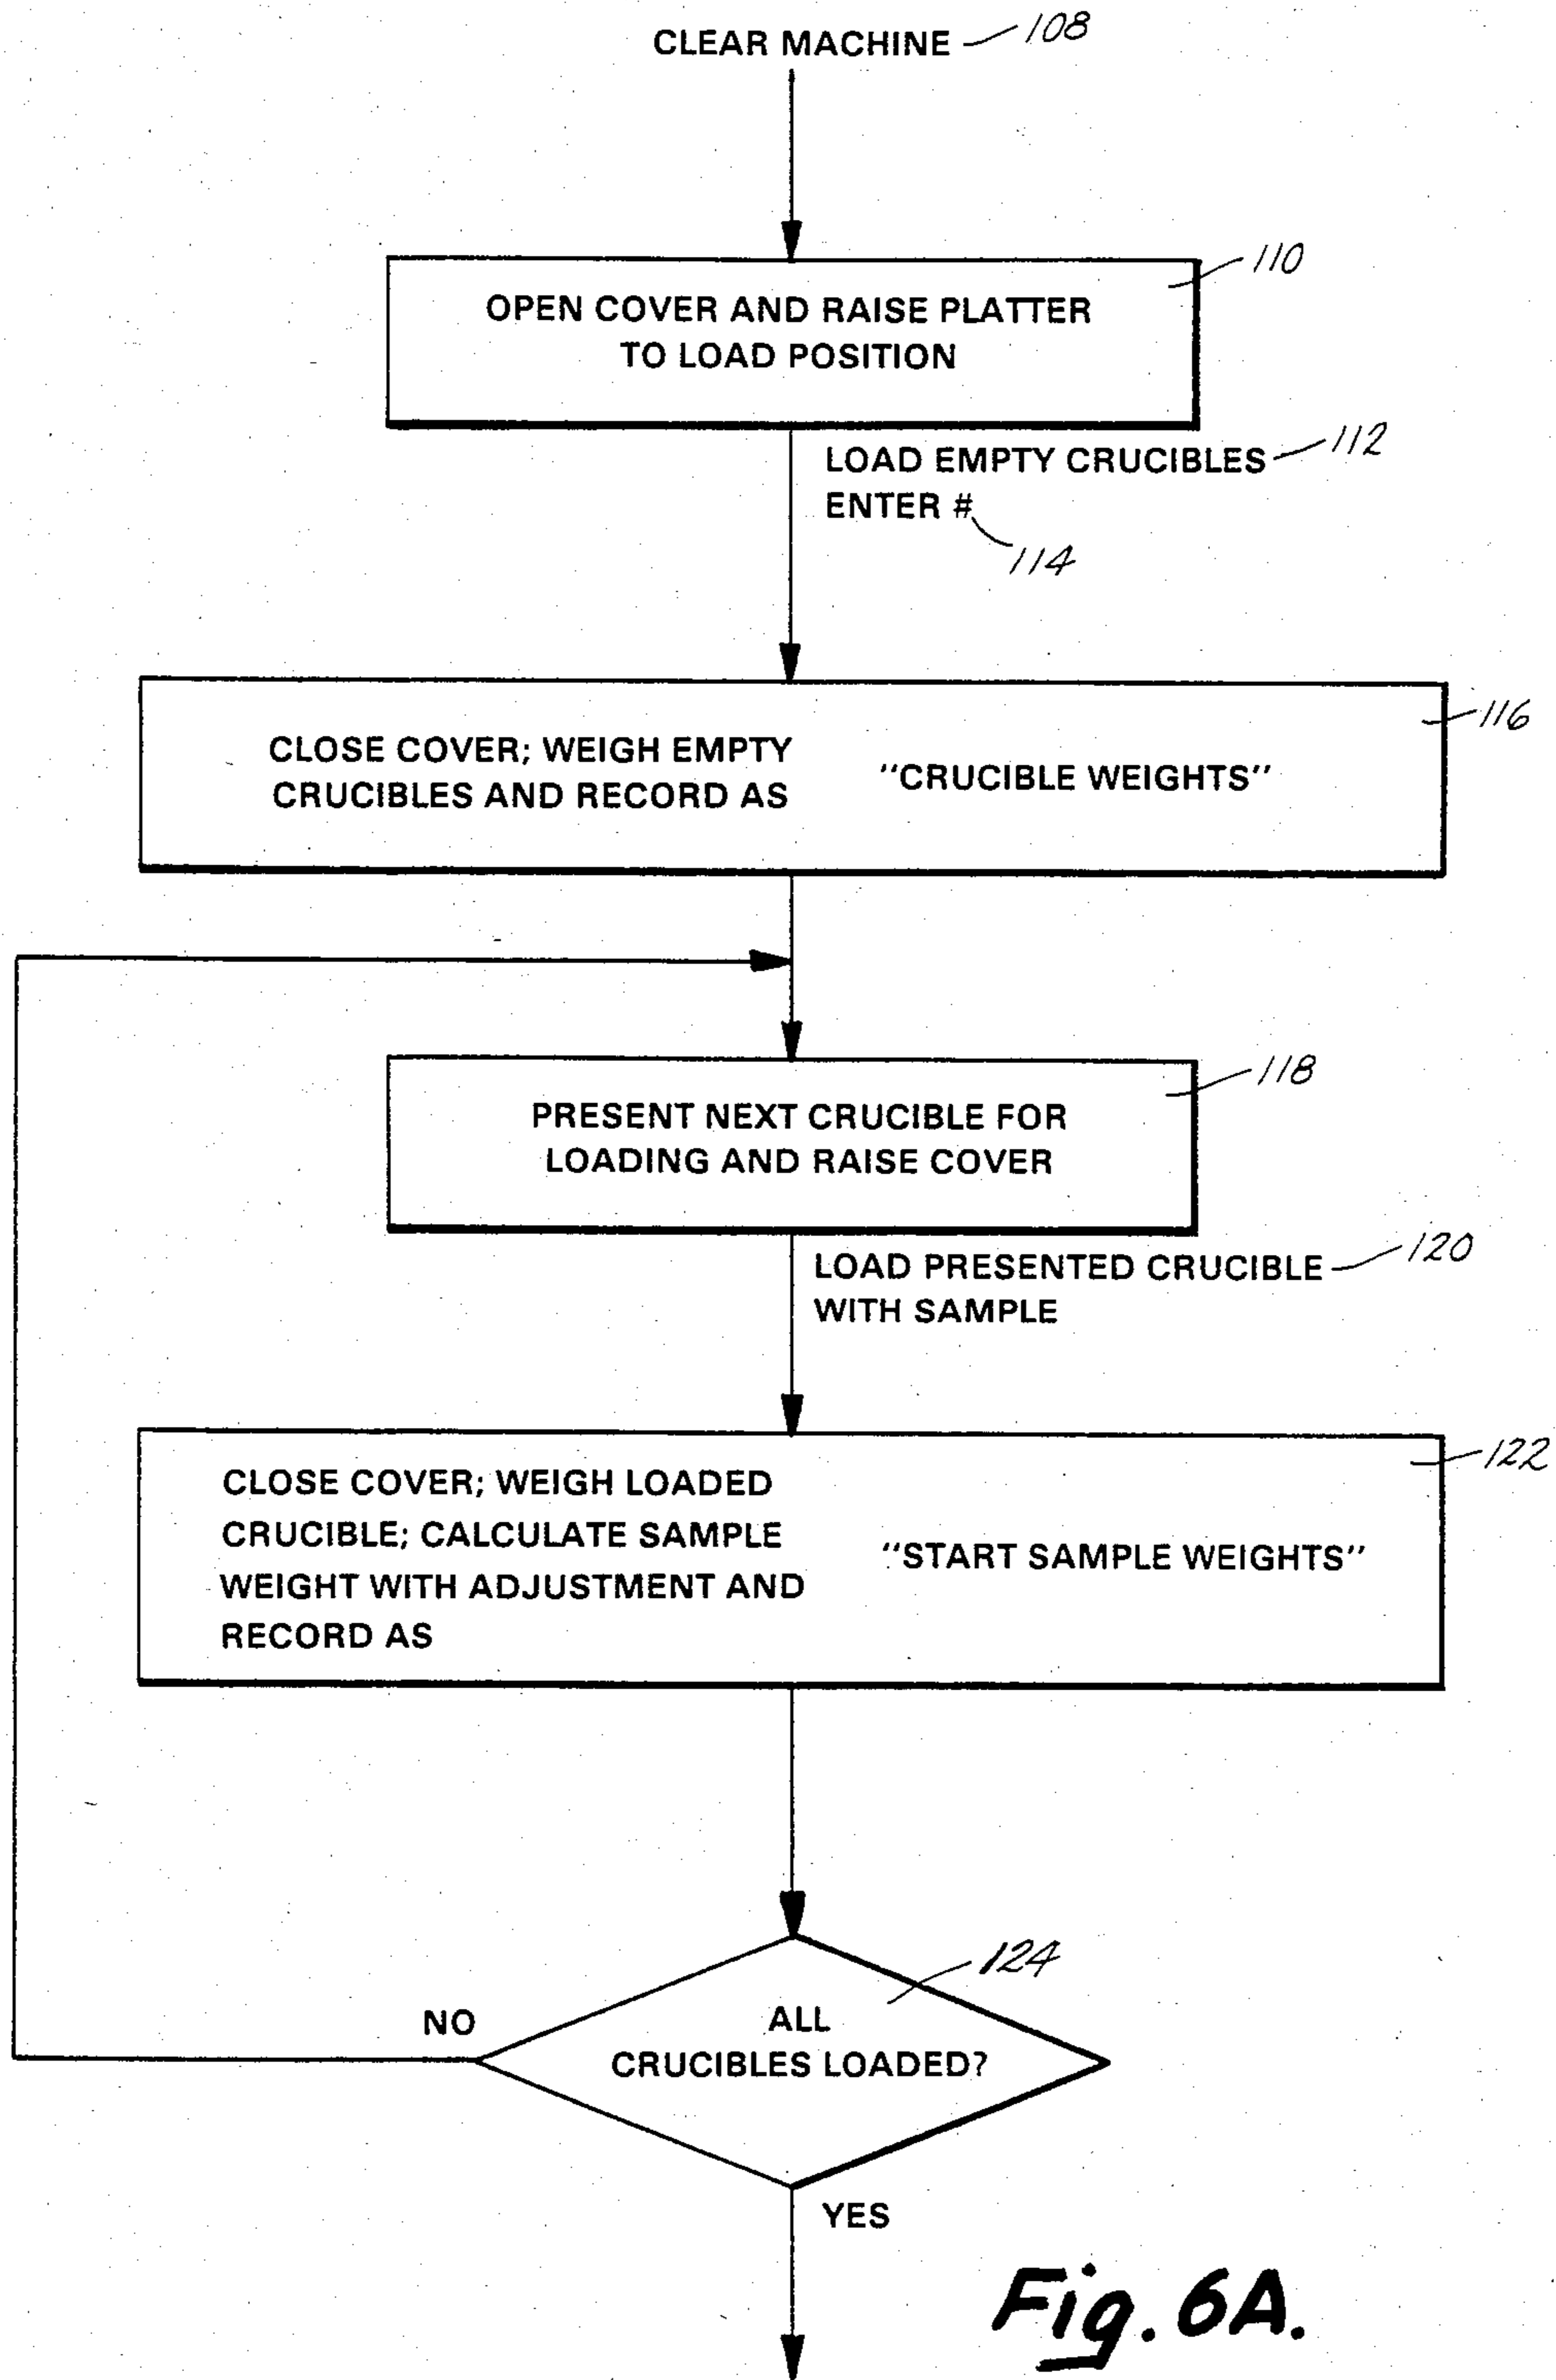 CLEAR MACHINE 108
110
OPEN COVER AND RAISE PLATTER
TO LOAD POSITION
LOAD EMPTY CRUCIBLES 112
ENTER #
114
116
CLOSE COVER; WEIGH EMPTY
CRUCIBLES AND RECORD AS
"CRUCIBLE WEIGHTS"
118
PRESENT NEXT CRUCIBLE FOR
LOADING AND RAISE COVER
LOAD PRESENTED CRUCIBLE 120
WITH SAMPLE
122
CLOSE COVER; WEIGH LOADED
CRUCIBLE; CALCULATE SAMPLE
WEIGHT WITH ADJUSTMENT AND
RECORD AS
"START SAMPLE WEIGHTS"
124
NO
ALL
CRUCIBLES LOADED?
YES
Fig. 6A.